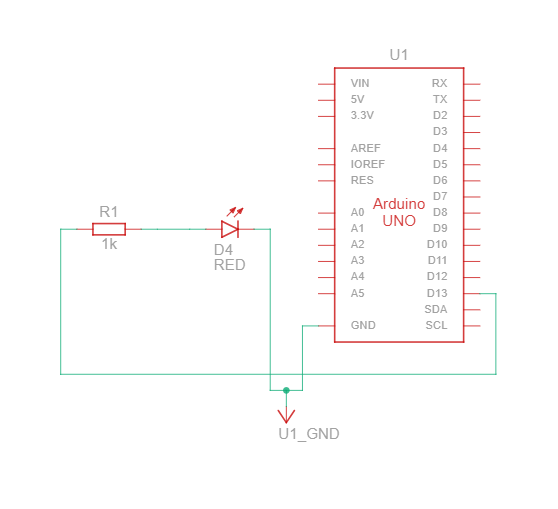 U1
VIN RX
5V TX
3.3V D2
D3
AREF D4
IOREF D5
RES D6
D7
A0 D8
A1 D9
A2 D10
A3 D11
A4 D12
A5 D13
SDA
GND SCL
Arduino
UNO
R1
1k
D4
RED
U1_GND